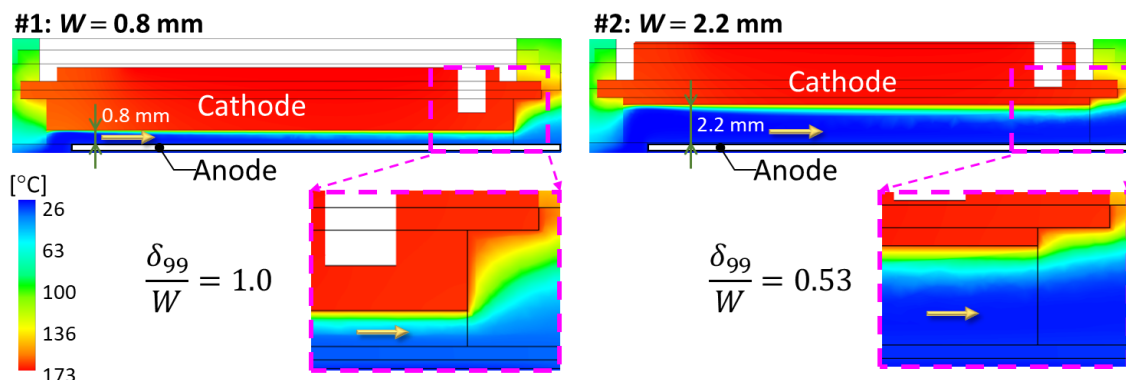 #1: W = 0.8 mm
#2: W = 2.2 mm
Cathode
0.8 mm
Anode
Cathode
2.2 mm
Anode
[°C]
26
63
100
136
173
δ99/W = 1.0
δ99/W = 0.53